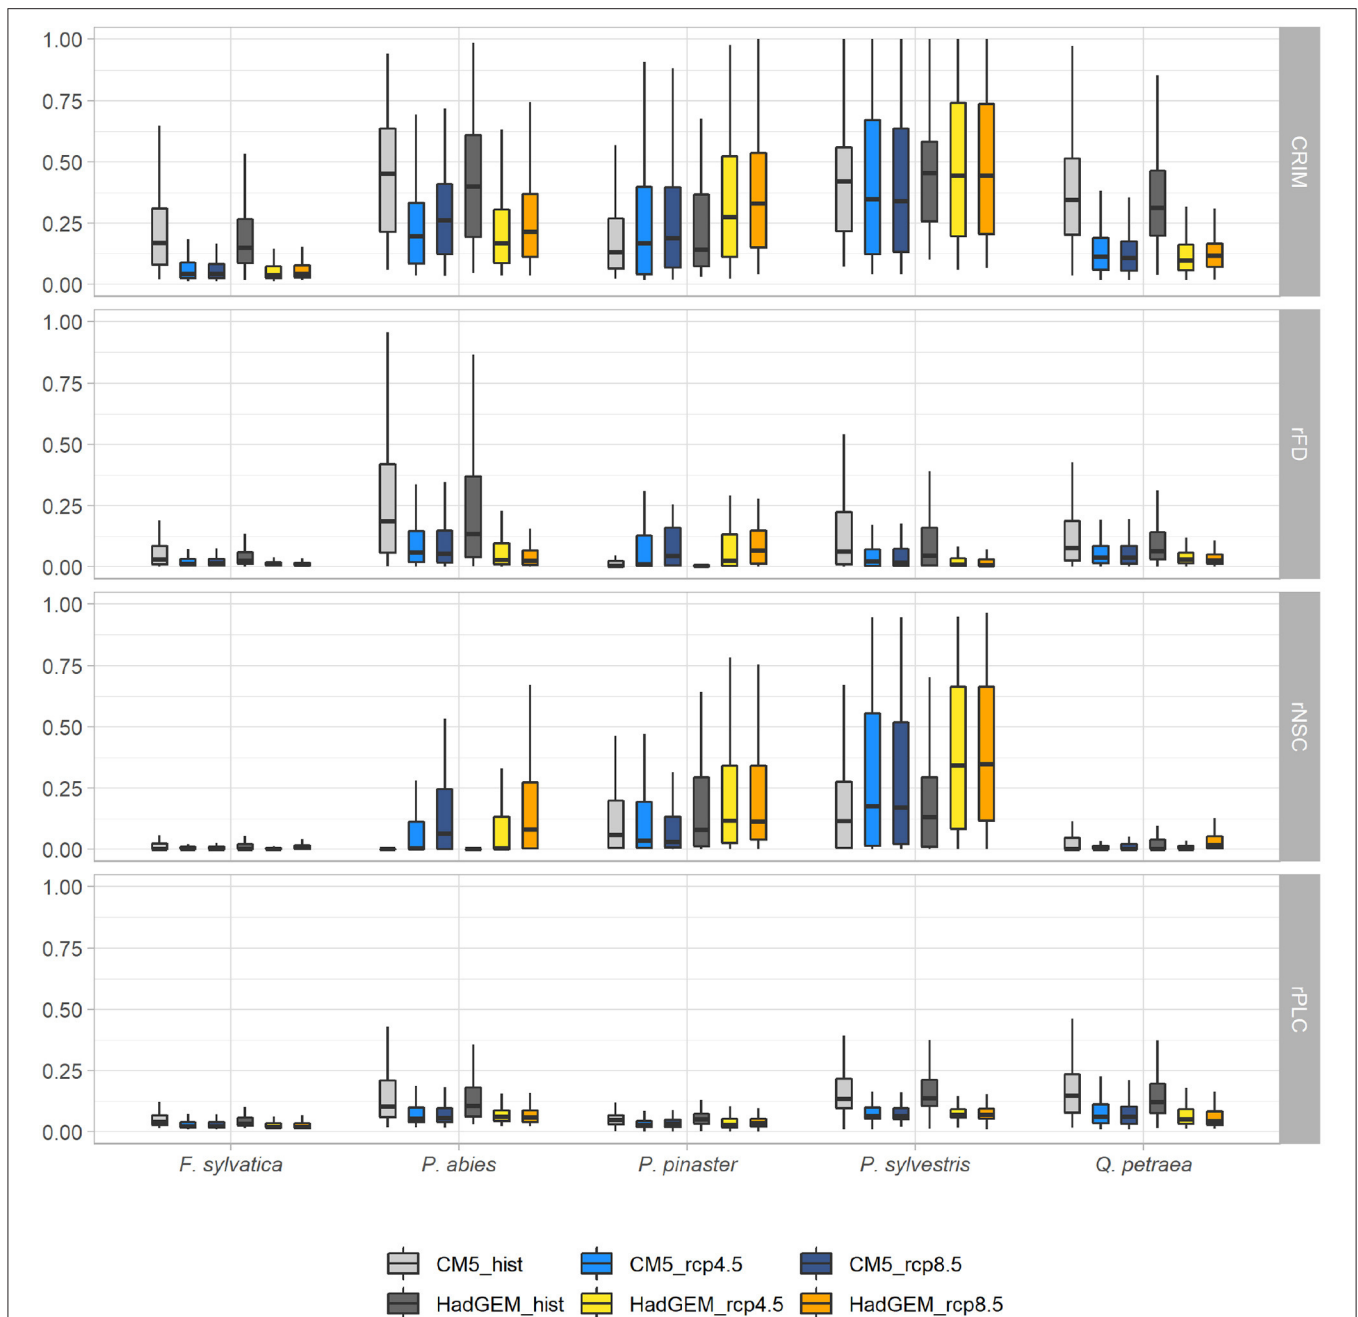 1.00
0.75
0.50
0.25
0.00
CRIM
1.00
0.75
0.50
0.25
0.00
rFD
1.00
0.75
0.50
0.25
0.00
rNSC
1.00
0.75
0.50
0.25
0.00
rPLC
F. sylvatica P. abies P. pinaster P. sylvestris Q. petraea
CM5_hist CM5_rcp4.5 CM5_rcp8.5
HadGEM_hist HadGEM_rcp4.5 HadGEM_rcp8.5